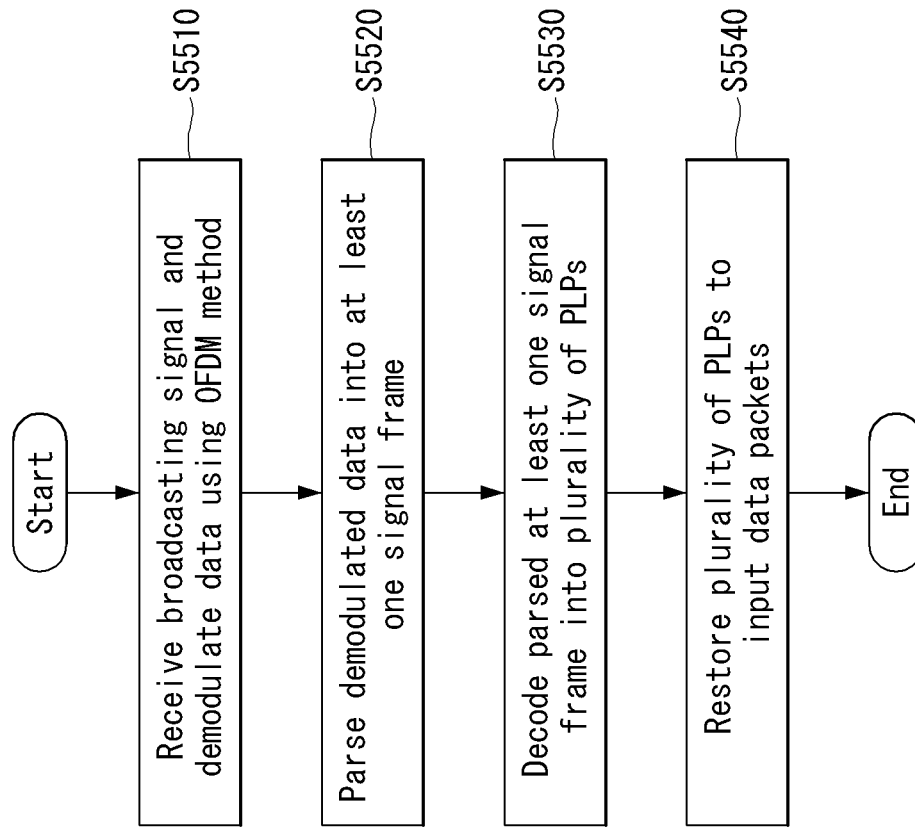 Start
Receive broadcasting signal and
demodulate data using OFDM method
S5510
Parse demodulated data into at least
one signal frame
S5520
Decode parsed at least one signal
frame into plurality of PLPs
S5530
Restore plurality of PLPs to
input data packets
S5540
End